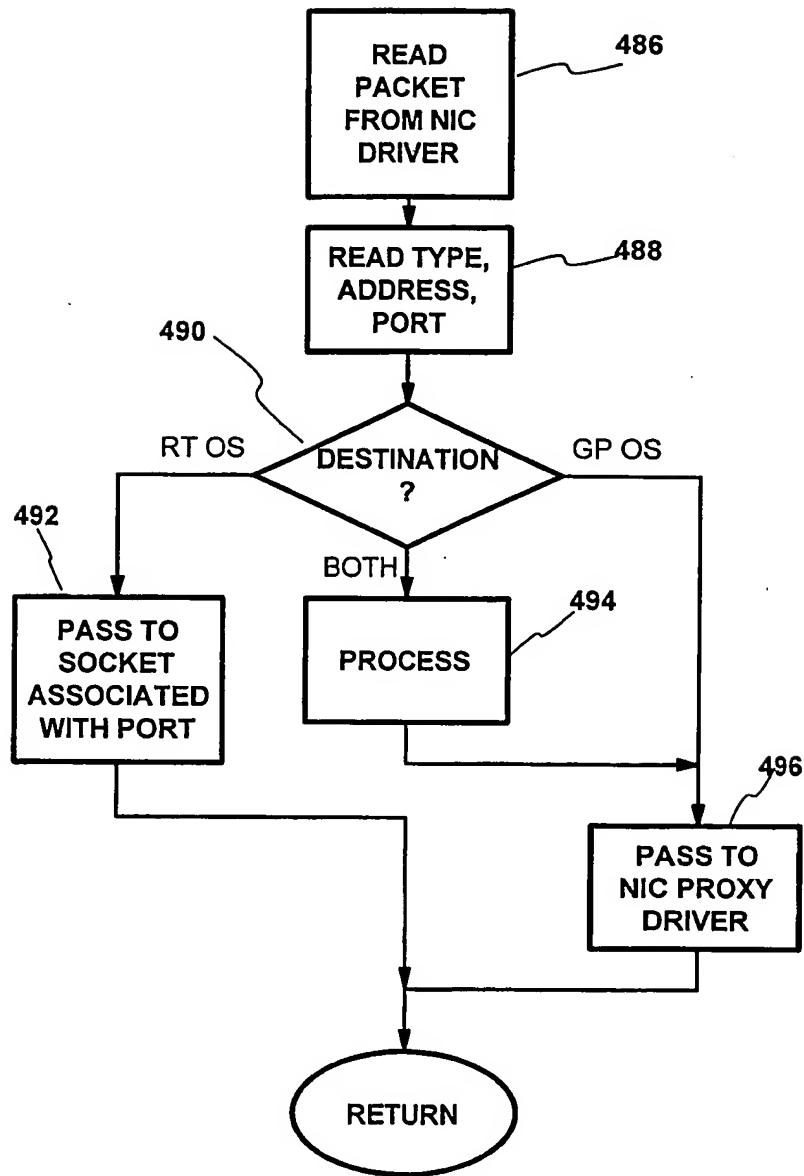 READ
PACKET
FROM NIC
DRIVER
486
READ TYPE,
ADDRESS,
PORT
488
490
DESTINATION
?
RT OS
GP OS
BOTH
492
PASS TO
SOCKET
ASSOCIATED
WITH PORT
PROCESS
494
496
PASS TO
NIC PROXY
DRIVER
RETURN